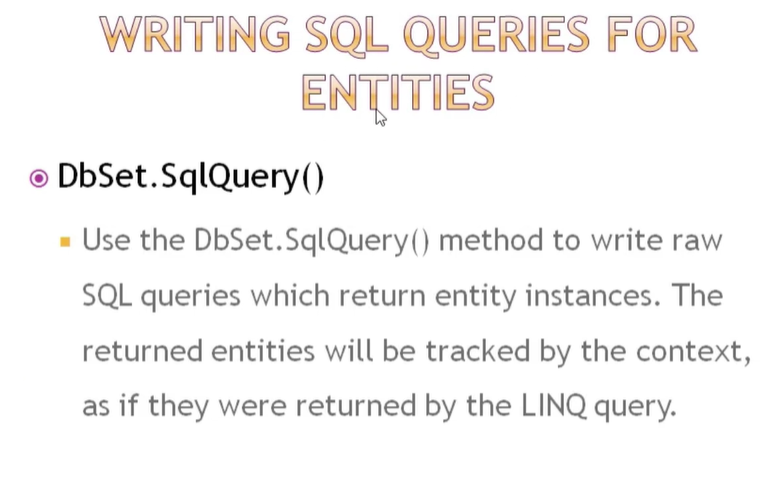 WRITING SQL QUERIES FOR
ENTITIES
DbSet.SqlQuery()
Use the DbSet.SqlQuery() method to write raw
SQL queries which return entity instances. The
returned entities will be tracked by the context,
as if they were returned by the LINQ query.